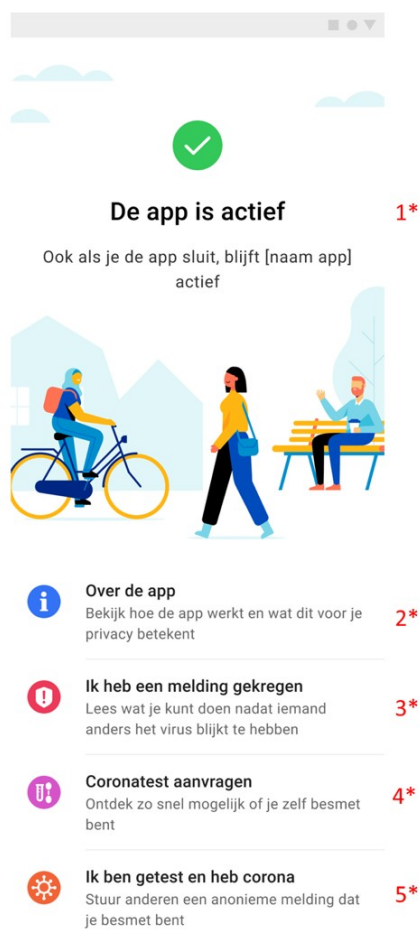 De app is actief
1*
Ook als je de app sluit, blijft [naam app]
actief
Over de app
Bekijk hoe de app werkt en wat dit voor je
privacy betekent
2*
Ik heb een melding gekregen
Lees wat je kunt doen nadat iemand
anders het virus blijkt te hebben
3*
Coronatest aanvragen
Ontdek zo snel mogelijk of je zelf besmet
bent
4*
Ik ben getest en heb corona
Stuur anderen een anonieme melding dat
je besmet bent
5*